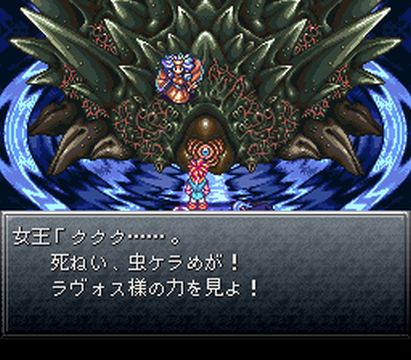 女王「ククク……。
死ねい、虫ケラめが！
ラヴォス様の力を見よ！